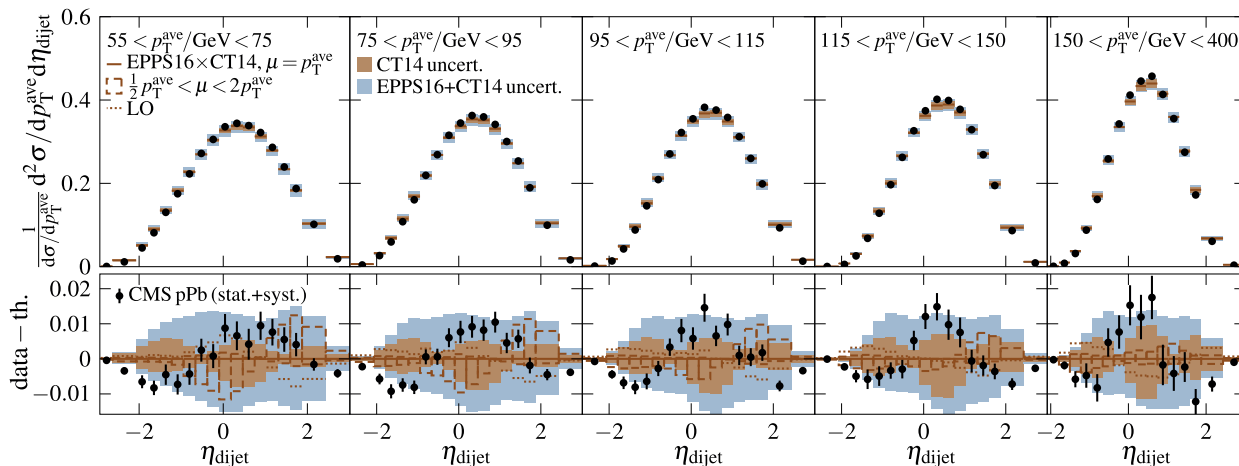 1/(dσ/dp_T^ave) d²σ/dp_T^ave dη_dijet
0.6
0.4
0.2
0
55 < p_T^ave/GeV < 75
EPPS16×CT14, μ = p_T^ave
½p_T^ave < μ < 2p_T^ave
LO
75 < p_T^ave/GeV < 95
CT14 uncert.
EPPS16+CT14 uncert.
95 < p_T^ave/GeV < 115
115 < p_T^ave/GeV < 150
150 < p_T^ave/GeV < 400
data − th.
0.02
0.01
0
−0.01
CMS pPb (stat.+syst.)
−2 0 2 −2 0 2 −2 0 2 −2 0 2 −2 0 2
η_dijet η_dijet η_dijet η_dijet η_dijet